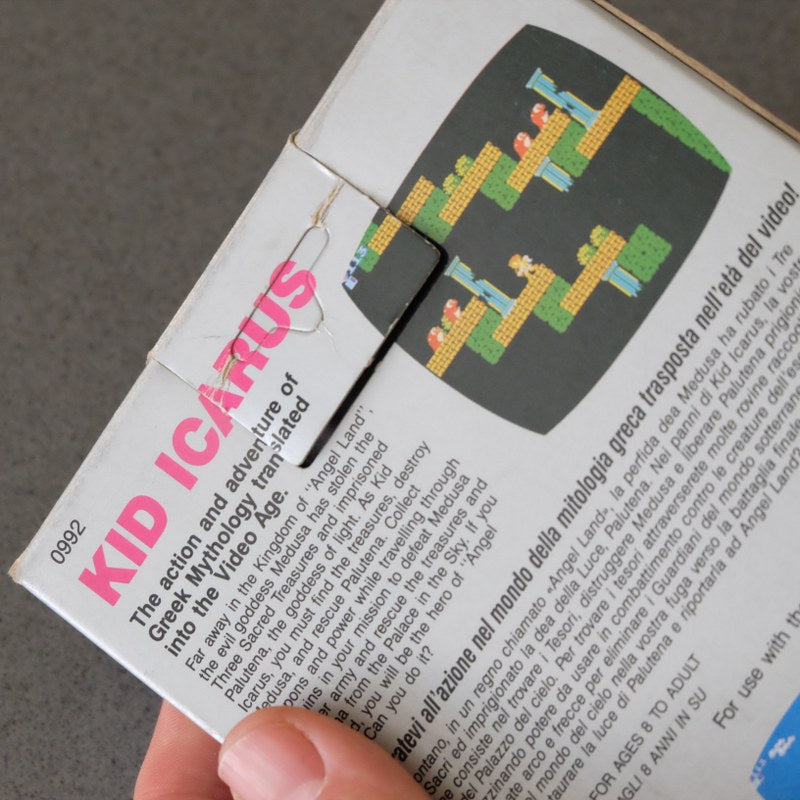 0992
KID ICARUS
The action and adventure of
Greek Mythology translated
into the Video Age.
Far away in the Kingdom of "Angel Land",
the evil goddess Medusa has stolen the
Three Sacred Treasures and imprisoned
Palutena, the goddess of light. As Kid
Icarus, you must find the treasures, destroy
Medusa, and rescue Palutena. Collect
and power while travelling through
in your mission to defeat Medusa
army and rescue the treasures and
from the Palace in the Sky. If you
you will be the hero of "Angel
Can you do it?
all'azione nel mondo della mitologia greca trasposta nell'età del video!
in un regno chiamato «Angel Land», la perfida dea Medusa ha rubato i Tre
Sacri ed imprigionato la dea della Luce, Palutena. Nei panni di Kid Icarus, la
consiste nel trovare i Tesori, distruggere Medusa e liberare Palutena
del Palazzo del cielo. Per trovare i tesori attraverserete molte rovine
potere da usare in combattimento contro le creature
arco e frecce per eliminare i Guardiani del mondo
mondo del cielo nella vostra fuga verso la battaglia finale
la luce di Palutena e riportarla ad Angel Land?
FOR AGES 8 TO ADULT
8 ANNI IN SU
For use with